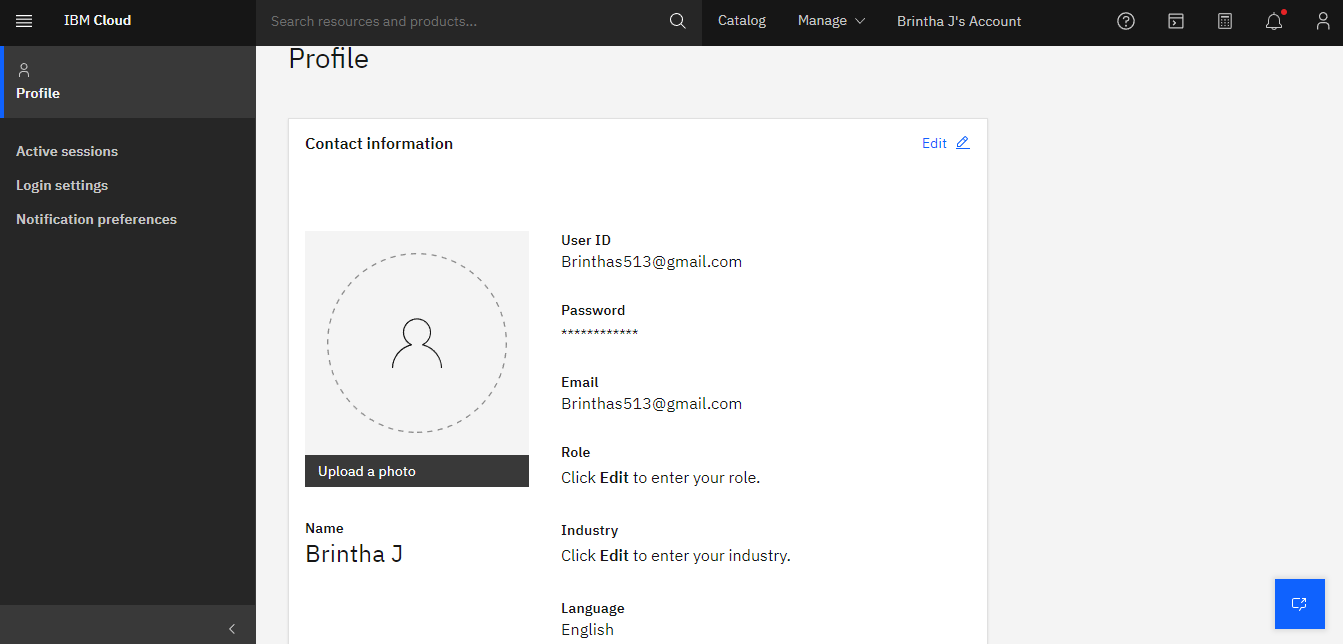 IBM Cloud
Search resources and products...
Catalog
Manage
Brintha J's Account
Profile
Active sessions
Login settings
Notification preferences
Profile
Contact information
Edit
Upload a photo
Name
Brintha J
User ID
Brinthas513@gmail.com
Password
************
Email
Brinthas513@gmail.com
Role
Click Edit to enter your role.
Industry
Click Edit to enter your industry.
Language
English